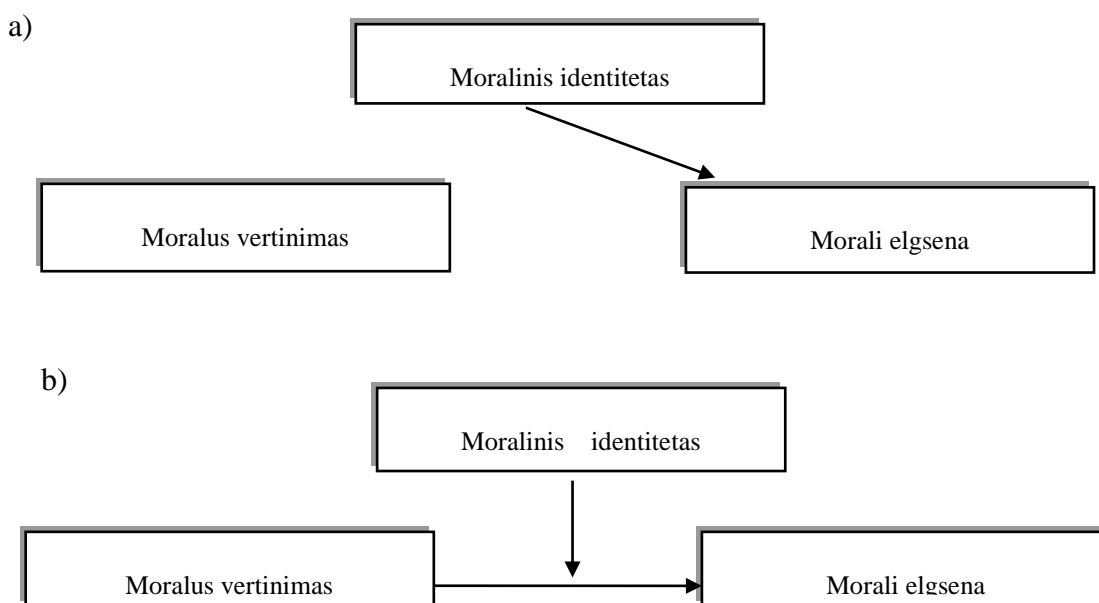 a)
Moralinis identitetas
Moralus vertinimas
Morali elgsena
b)
Moralinis identitetas
Moralus vertinimas
Morali elgsena